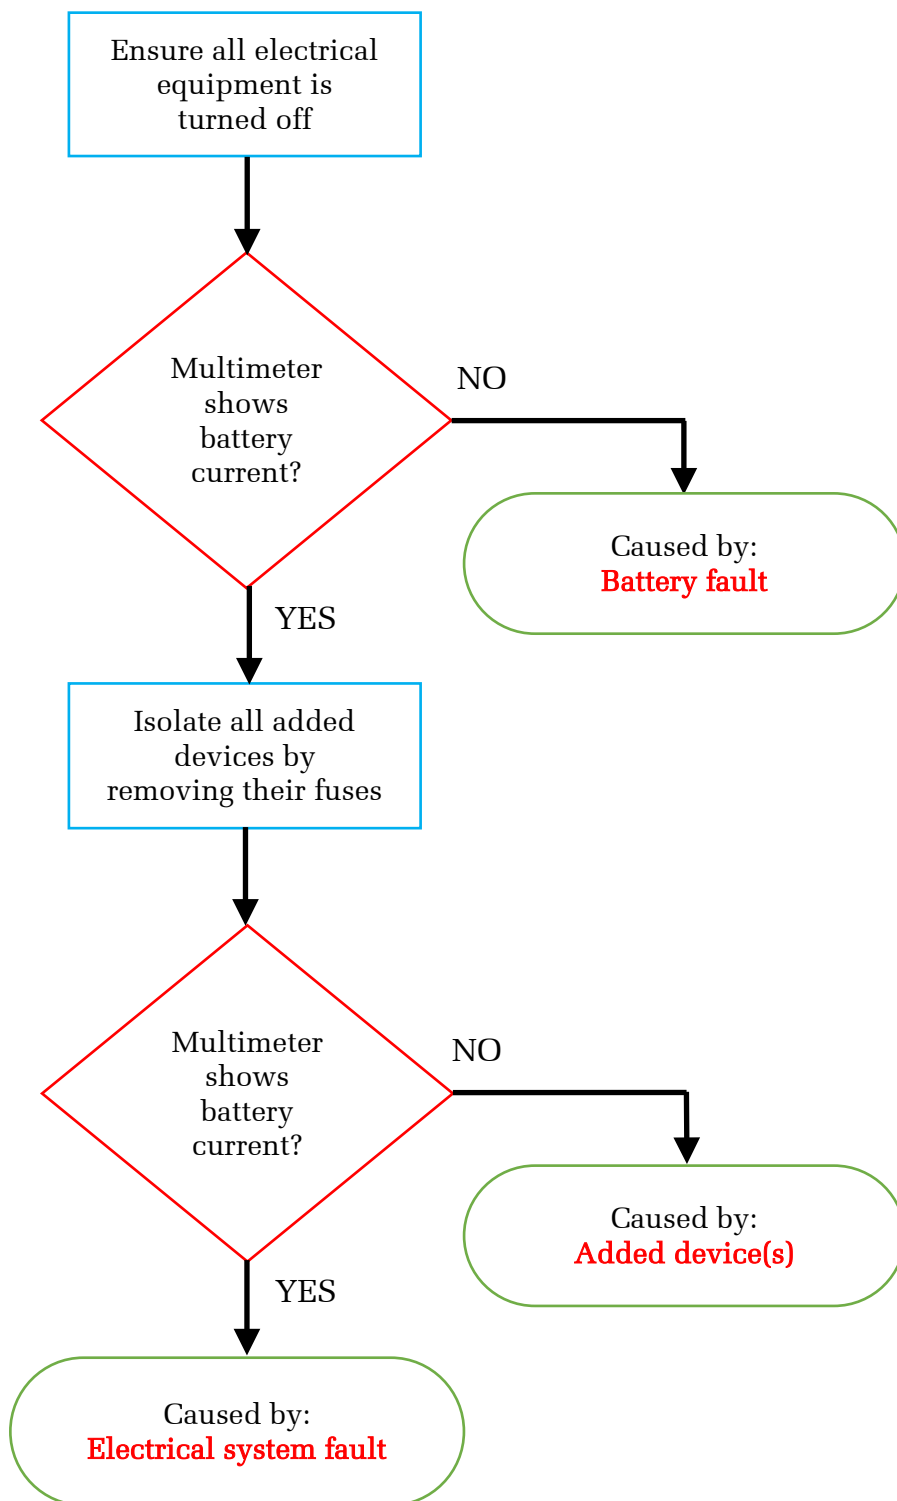 Ensure all electrical
equipment is
turned off
Multimeter
shows
battery
current?
NO
Caused by:
Battery fault
YES
Isolate all added
devices by
removing their fuses
Multimeter
shows
battery
current?
NO
Caused by:
Added device(s)
YES
Caused by:
Electrical system fault